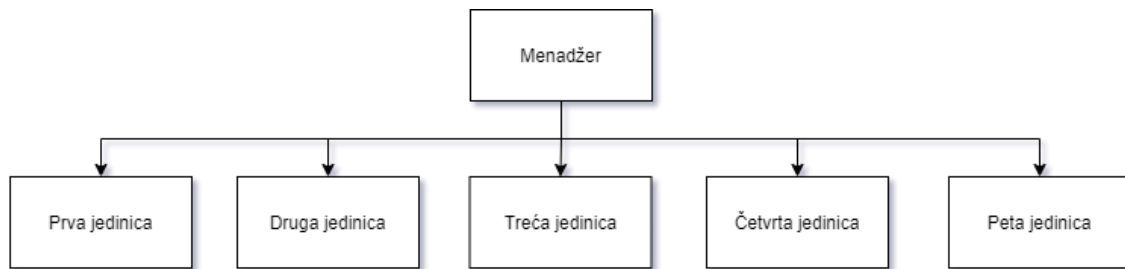 Menadžer
Prva jedinica
Druga jedinica
Treća jedinica
Četvrta jedinica
Peta jedinica